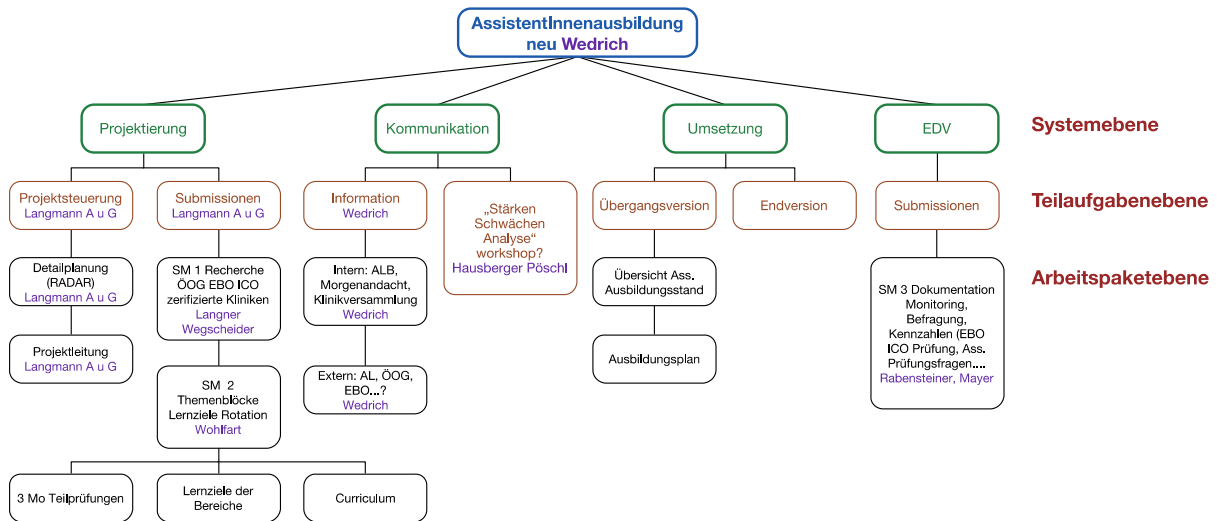 AssistentInnenausbildung
neu Wedrich
Projektierung
Kommunikation
Umsetzung
EDV
Systemebene
Projektsteuerung
Langmann A u G
Submissionen
Langmann A u G
Information
Wedrich
„Stärken
Schwächen
Analyse“
workshop?
Hausberger Pöschl
Übergangsversion
Endversion
Submissionen
Teilaufgabenebene
Detailplanung
(RADAR)
Langmann A u G
SM 1 Recherche
ÖOG EBO ICO
zerifizierte Kliniken
Langner
Wegscheider
Intern: ALB,
Morgenandacht,
Klinikversammlung
Wedrich
Übersicht Ass.
Ausbildungsstand
SM 3 Dokumentation
Monitoring,
Befragung,
Kennzahlen (EBO
ICO Prüfung, Ass.
Prüfungsfragen....
Rabensteiner, Mayer
Arbeitspaketebene
Projektleitung
Langmann A u G
SM 2
Themenblöcke
Lernziele Rotation
Wohlfart
Extern: AL, ÖOG,
EBO...?
Wedrich
Ausbildungsplan
3 Mo Teilprüfungen
Lernziele der
Bereiche
Curriculum